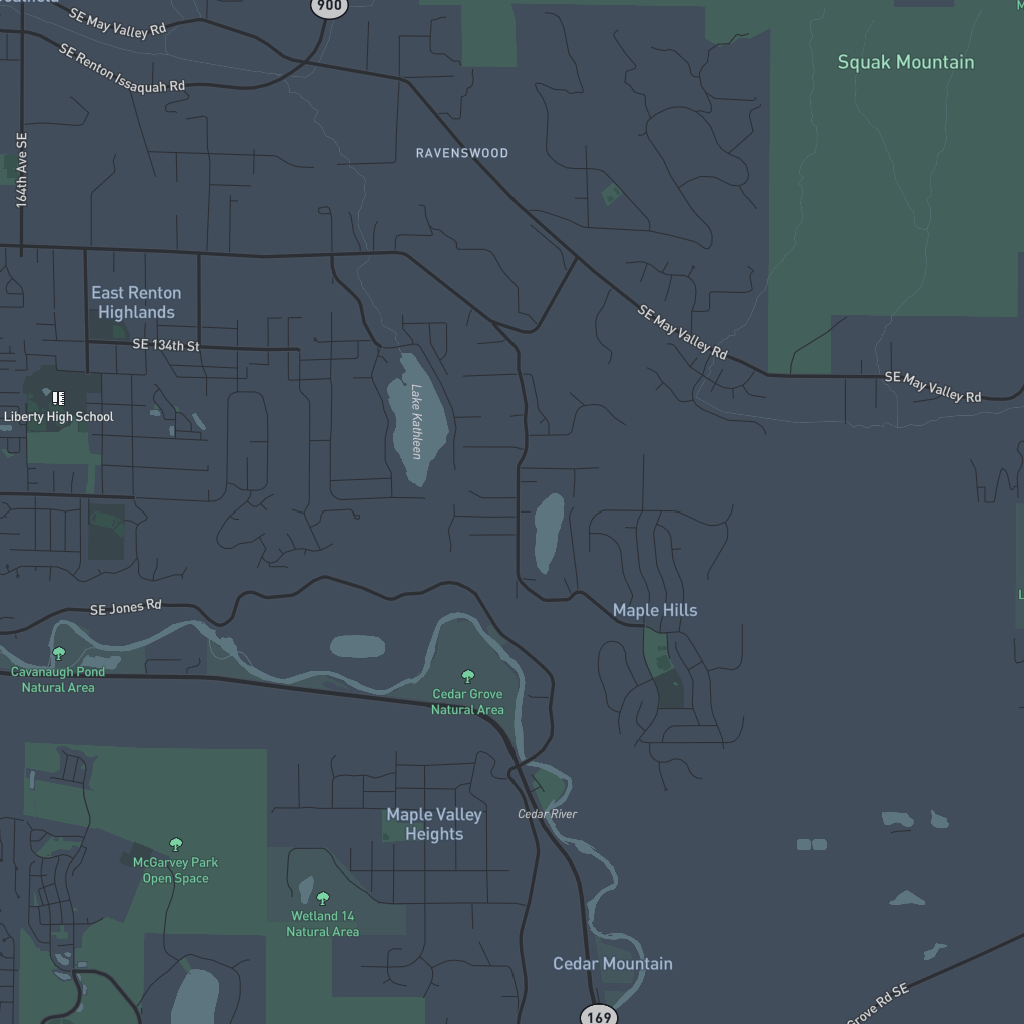 900
SE May Valley Rd
SE Renton Issaquah Rd
Squak Mountain
164th Ave SE
RAVENSWOOD
East Renton
Highlands
SE May Valley Rd
SE 134th St
SE May Valley Rd
Liberty High School
Lake Kathleen
SE Jones Rd
Maple Hills
Cavanaugh Pond
Natural Area
Cedar Grove
Natural Area
Cedar River
Maple Valley
Heights
McGarvey Park
Open Space
Wetland 14
Natural Area
Cedar Mountain
Grove Rd SE
169